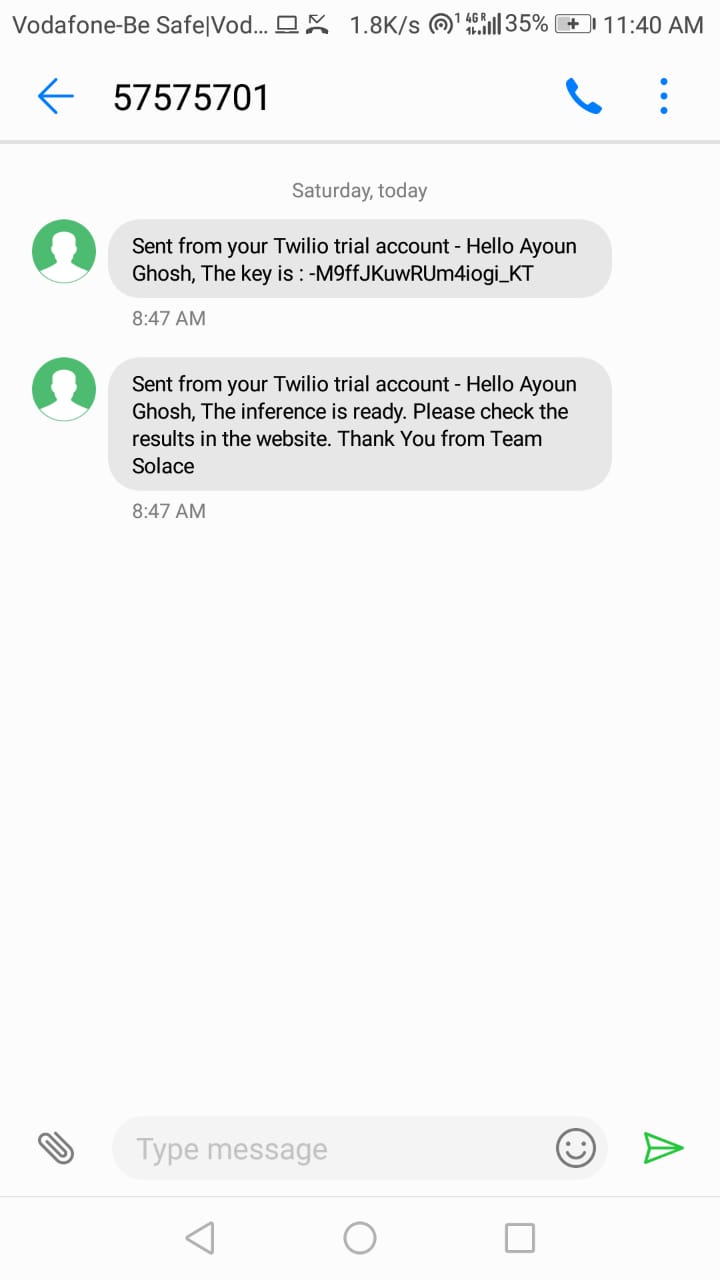 Vodafone-Be Safe|Vod... 1.8K/s 1 4G R 35% 11:40 AM
57575701
Saturday, today
Sent from your Twilio trial account - Hello Ayoun
Ghosh, The key is : -M9ffJKuwRUm4iogi_KT
8:47 AM
Sent from your Twilio trial account - Hello Ayoun
Ghosh, The inference is ready. Please check the
results in the website. Thank You from Team
Solace
8:47 AM
Type message